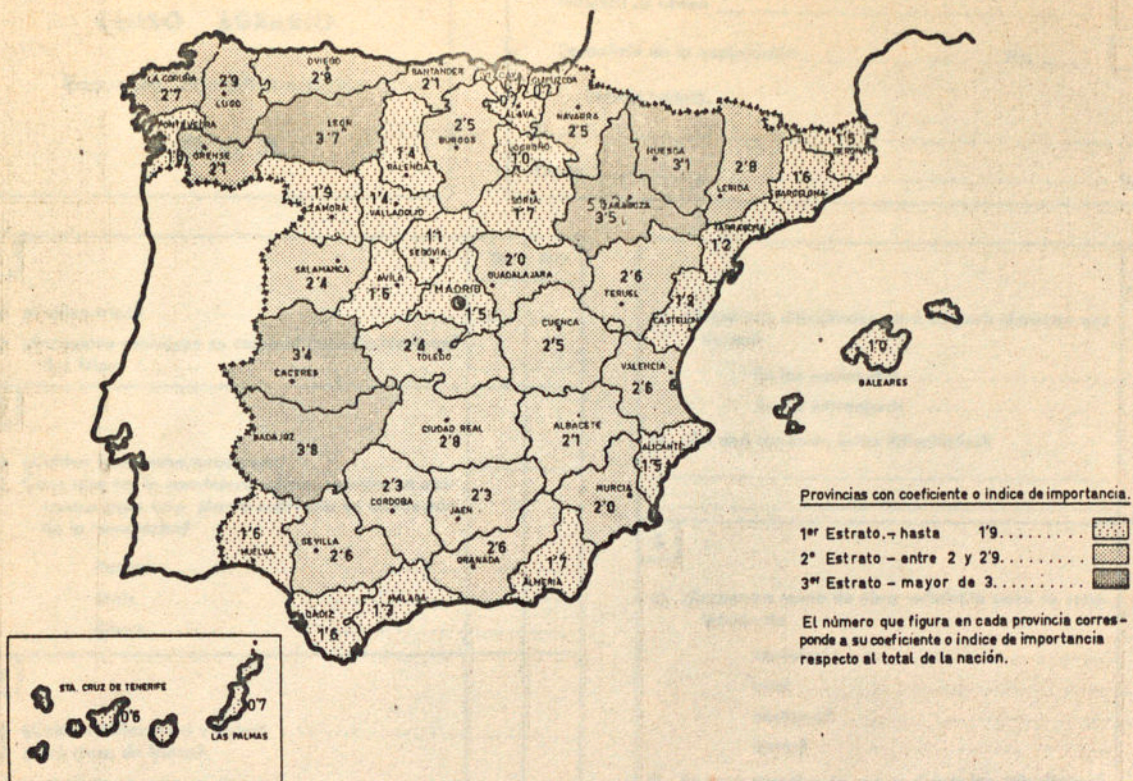 LA CORUÑA
2'7
2'9
LUGO
OVIEDO
2'8
SANTANDER
2'1
VIZCAYA
0'7
GUIPUZCOA
0'7
ALAVA
NAVARRA
2'5
PONTEVEDRA
ORENSE
2'1
LEON
3'7
1'4
PALENCIA
2'5
BURGOS
LOGROÑO
1'0
HUESCA
3'1
2'8
LERIDA
1'5
GERONA
1'6
BARCELONA
1'9
ZAMORA
1'4
VALLADOLID
SORIA
1'7
ZARAGOZA
3'5
TARRAGONA
1'2
1'1
SEGOVIA
SALAMANCA
2'4
AVILA
1'6
MADRID
1'5
2'0
GUADALAJARA
2'6
TERUEL
1'2
CASTELLON
3'4
CACERES
2'4
TOLEDO
CUENCA
2'5
VALENCIA
2'6
1'0
BALEARES
BADAJOZ
3'8
CIUDAD REAL
2'8
ALBACETE
2'1
ALICANTE
1'5
2'3
CORDOBA
2'3
JAEN
MURCIA
2'0
1'6
HUELVA
SEVILLA
2'6
2'6
GRANADA
1'7
ALMERIA
CADIZ
1'6
MALAGA
Provincias con coeficiente o indice de importancia.
1er Estrato.- hasta 1'9.........
2º Estrato - entre 2 y 2'9.......
3er Estrato - mayor de 3.......
El número que figura en cada provincia corres-
ponde a su coeficiente o indice de importancia
respecto al total de la nación.
STA. CRUZ DE TENERIFE
0'6
0'7
LAS PALMAS